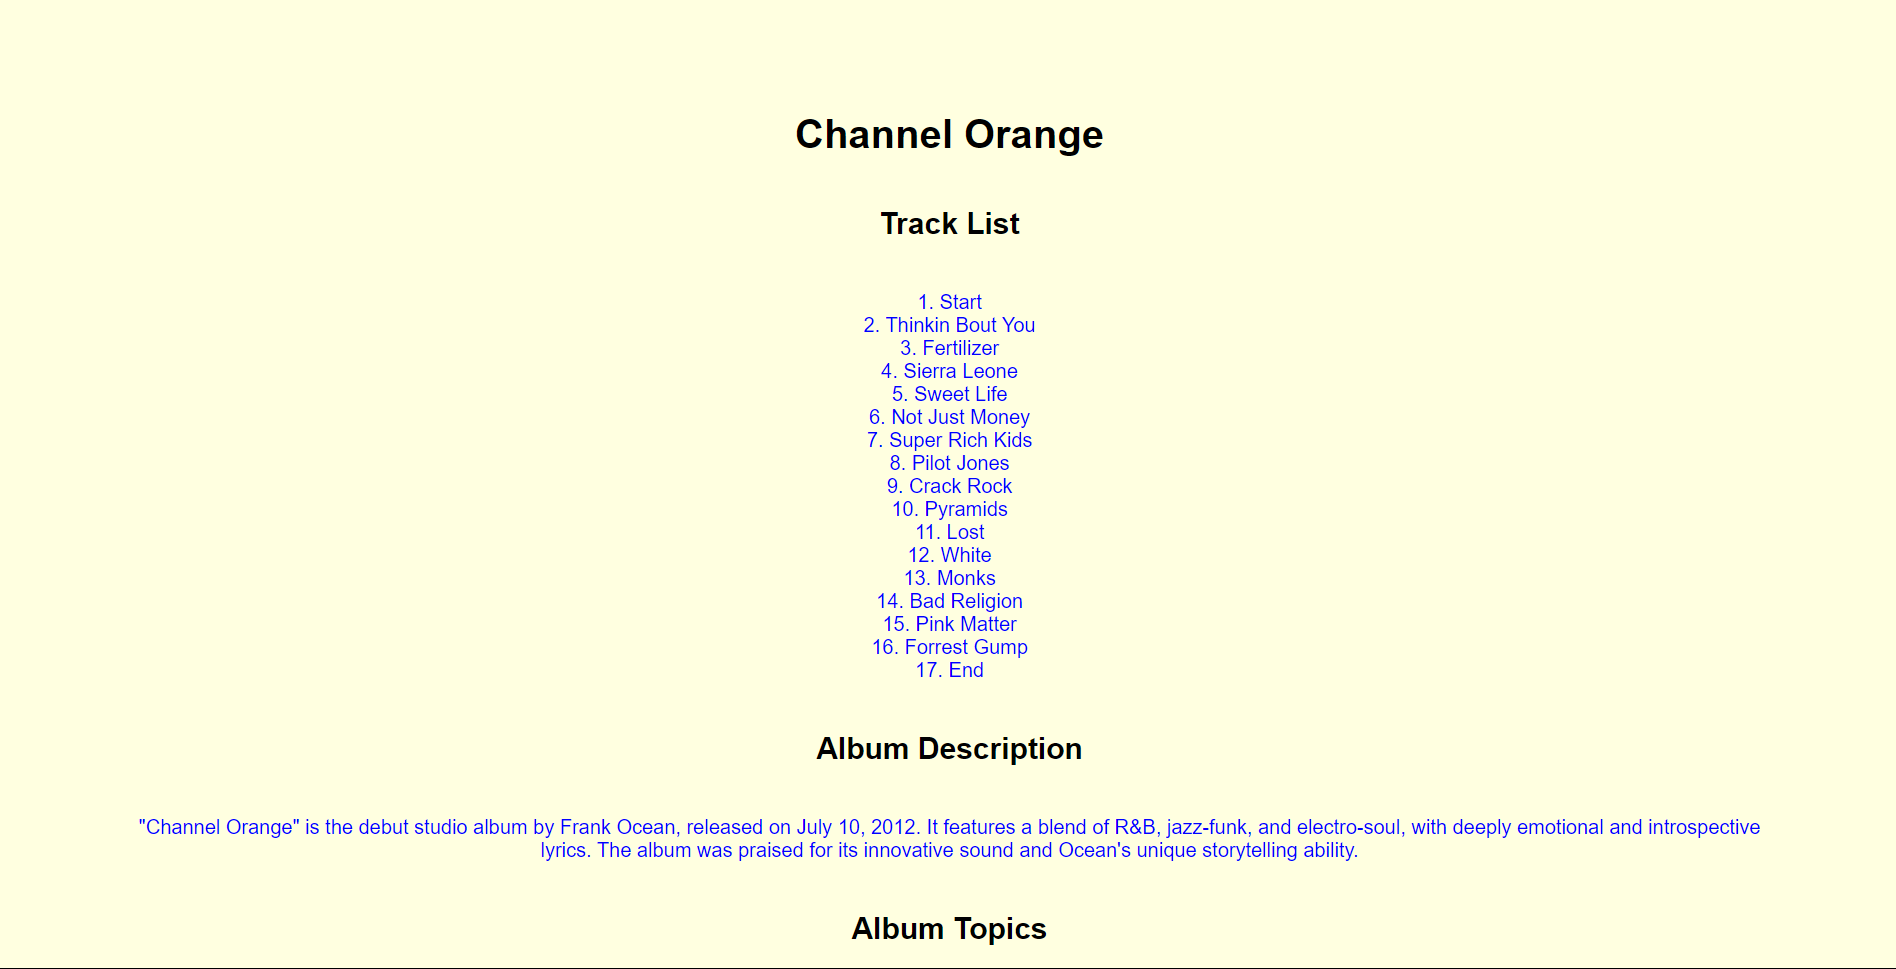 Channel Orange
Track List
1. Start
2. Thinkin Bout You
3. Fertilizer
4. Sierra Leone
5. Sweet Life
6. Not Just Money
7. Super Rich Kids
8. Pilot Jones
9. Crack Rock
10. Pyramids
11. Lost
12. White
13. Monks
14. Bad Religion
15. Pink Matter
16. Forrest Gump
17. End
Album Description
"Channel Orange" is the debut studio album by Frank Ocean, released on July 10, 2012. It features a blend of R&B, jazz-funk, and electro-soul, with deeply emotional and introspective
lyrics. The album was praised for its innovative sound and Ocean's unique storytelling ability.
Album Topics